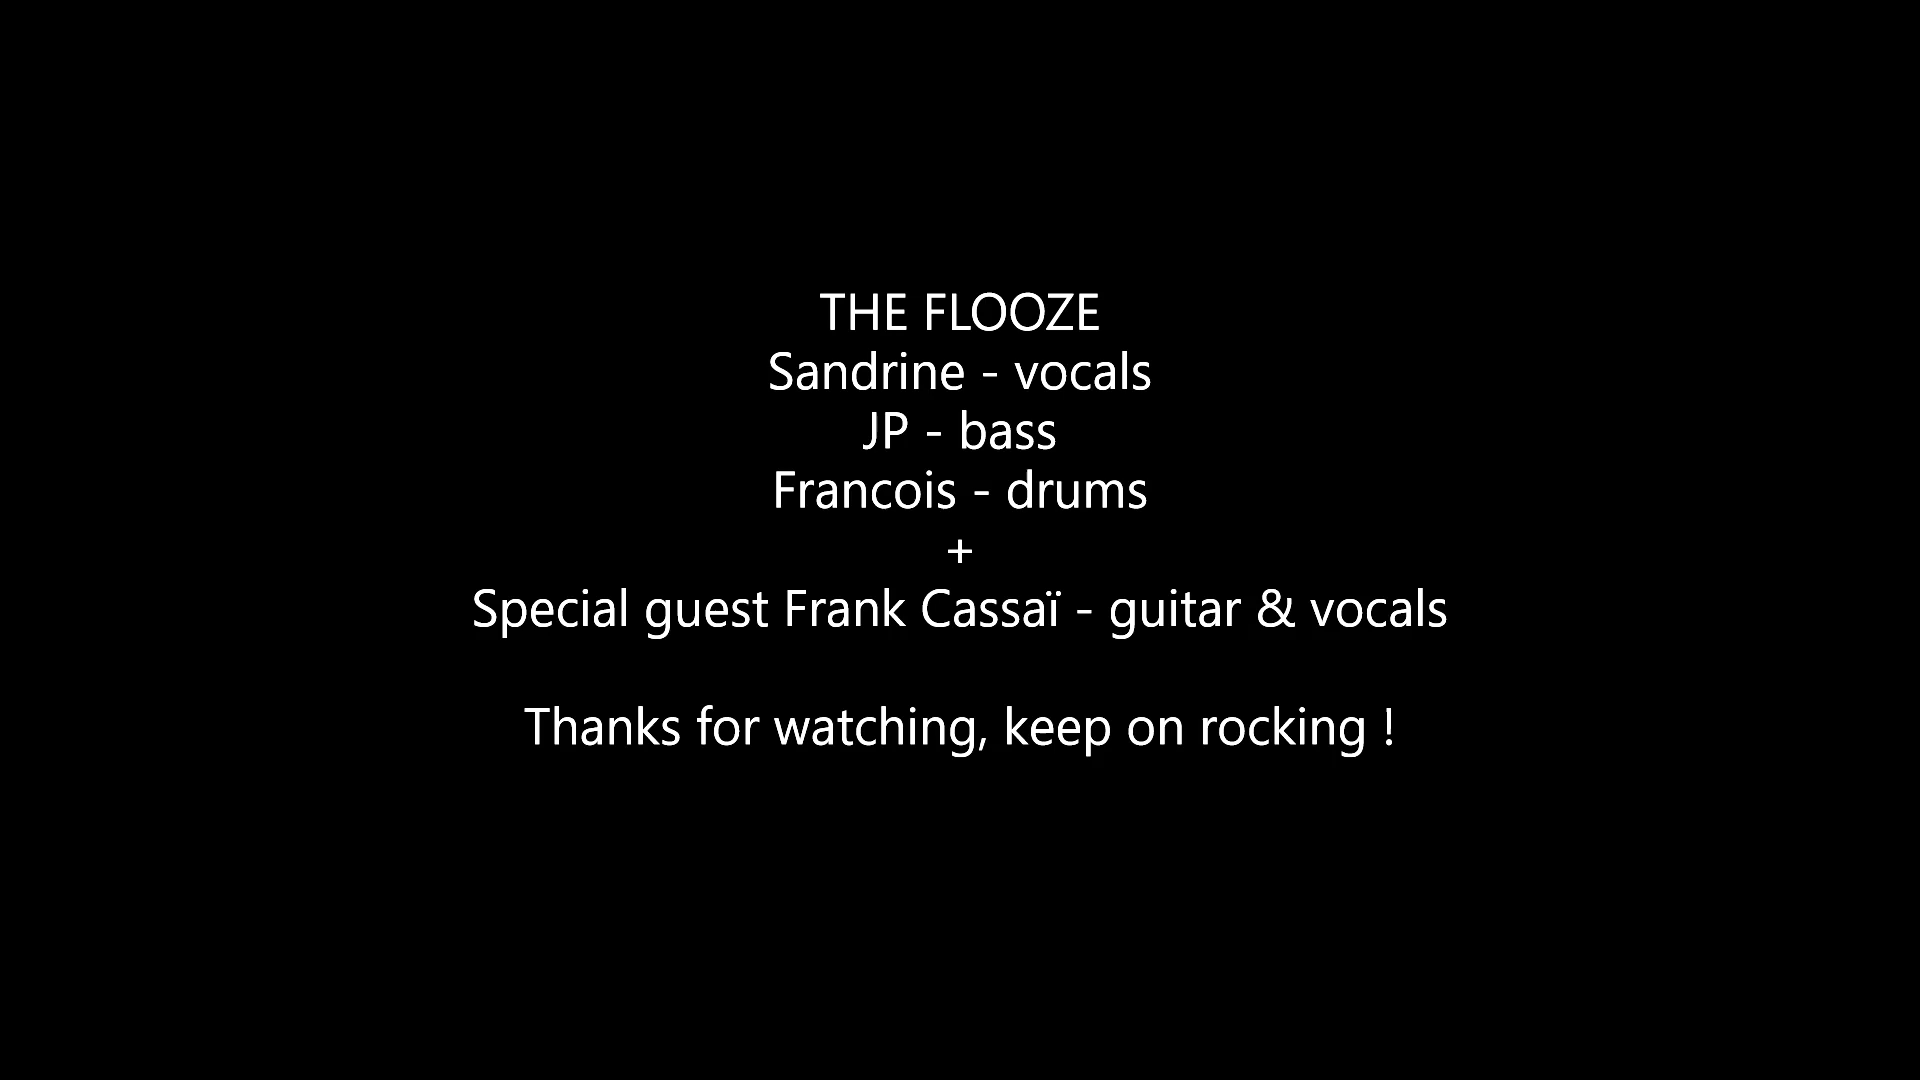 THE FLOOZE
Sandrine - vocals
JP - bass
Francois - drums
+
Special guest Frank Cassaï - guitar & vocals
Thanks for watching, keep on rocking !